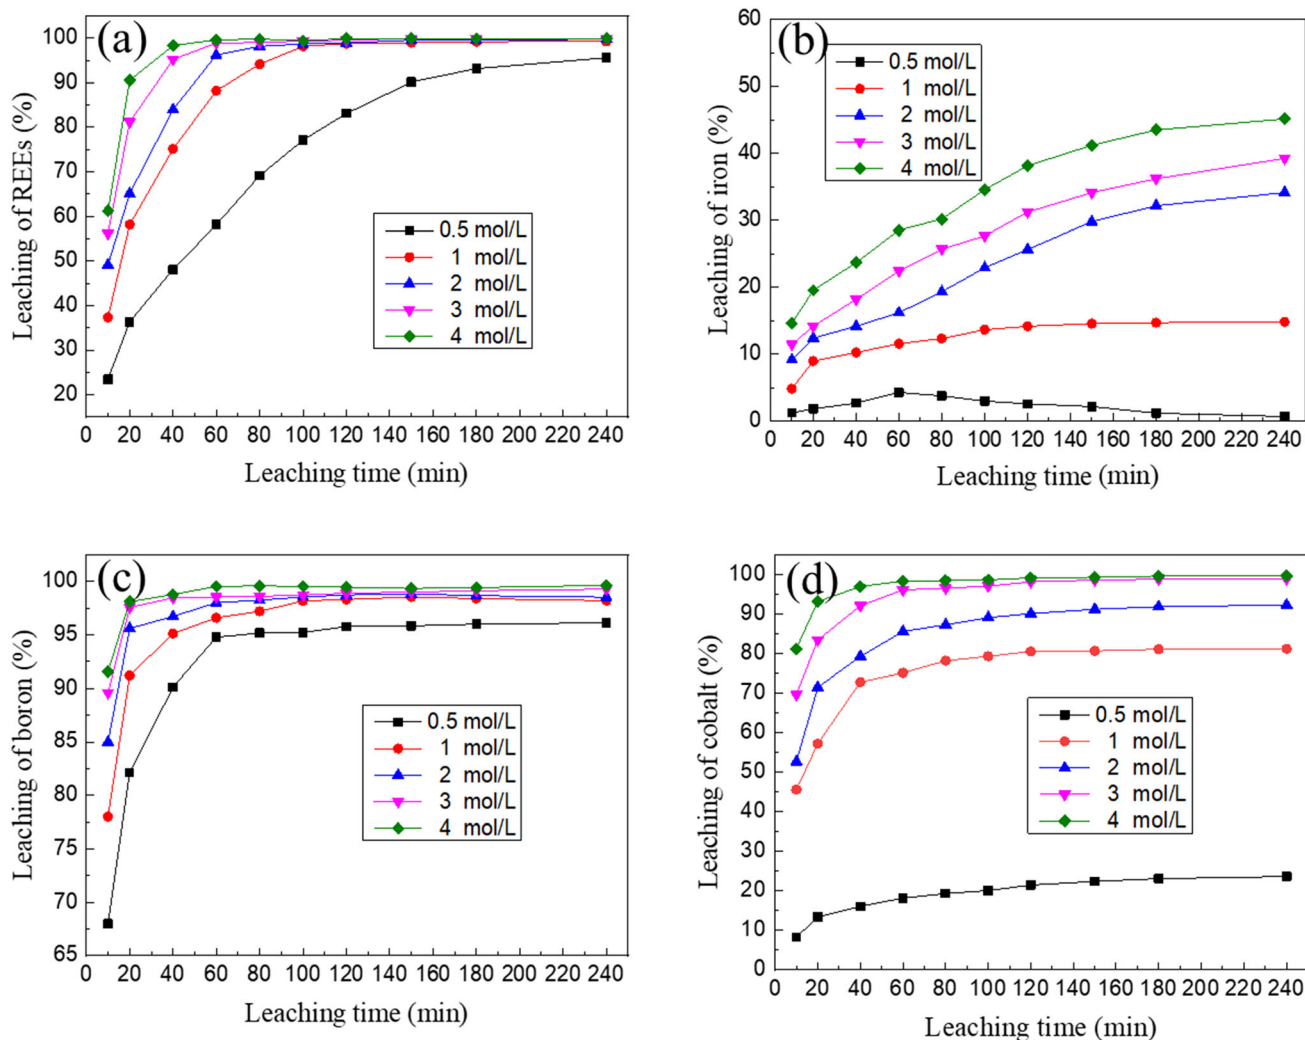 (a)
Leaching of REEs (%)
100
90
80
70
60
50
40
30
20
0.5 mol/L
1 mol/L
2 mol/L
3 mol/L
4 mol/L
0 20 40 60 80 100 120 140 160 180 200 220 240
Leaching time (min)
(b)
Leaching of iron (%)
60
50
40
30
20
10
0
0.5 mol/L
1 mol/L
2 mol/L
3 mol/L
4 mol/L
0 20 40 60 80 100 120 140 160 180 200 220 240
Leaching time (min)
(c)
Leaching of boron (%)
100
95
90
85
80
75
70
65
0.5 mol/L
1 mol/L
2 mol/L
3 mol/L
4 mol/L
0 20 40 60 80 100 120 140 160 180 200 220 240
Leaching time (min)
(d)
Leaching of cobalt (%)
100
90
80
70
60
50
40
30
20
10
0
0.5 mol/L
1 mol/L
2 mol/L
3 mol/L
4 mol/L
0 20 40 60 80 100 120 140 160 180 200 220 240
Leaching time (min)